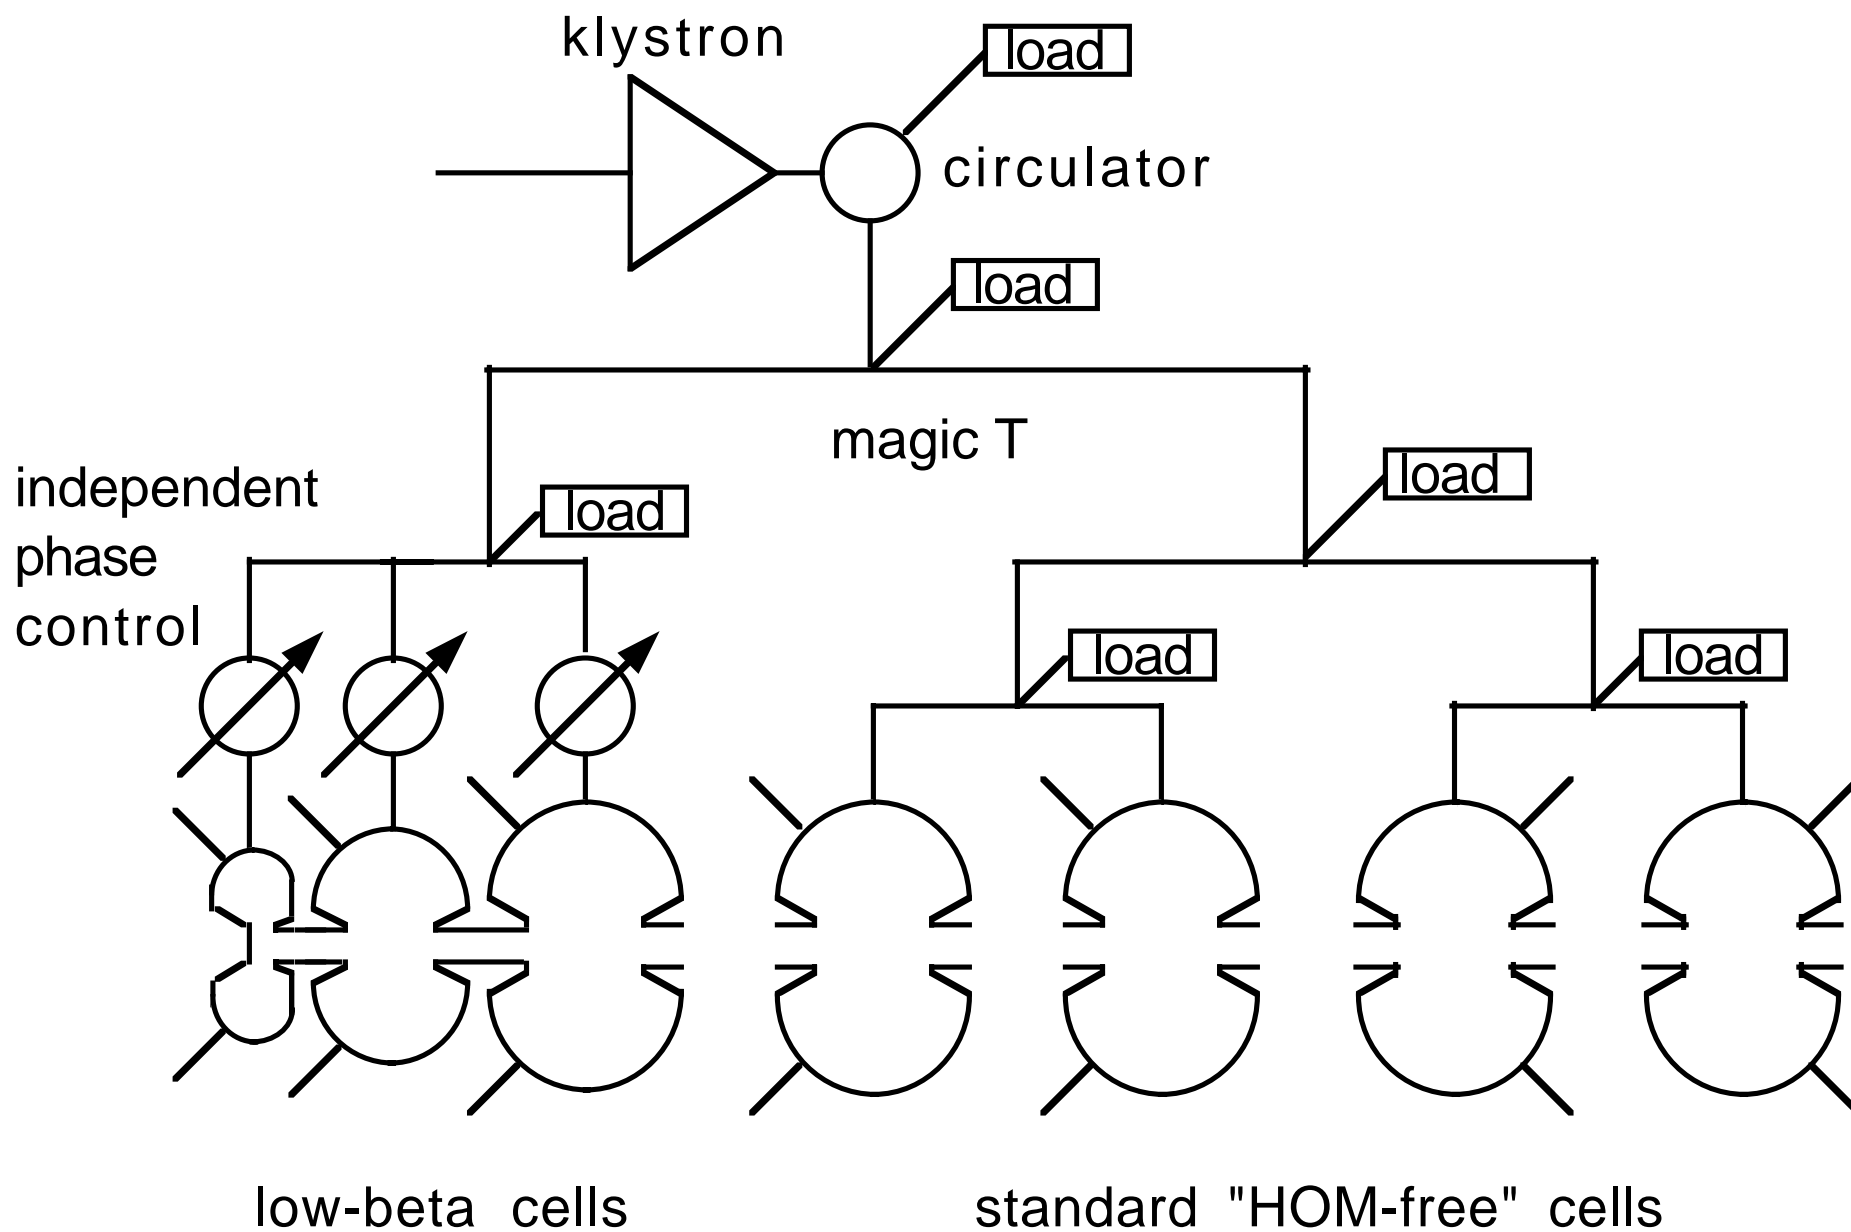 klystron
load
circulator
load
magic T
load
independent
phase
control
load
load
load
low-beta cells
standard "HOM-free" cells